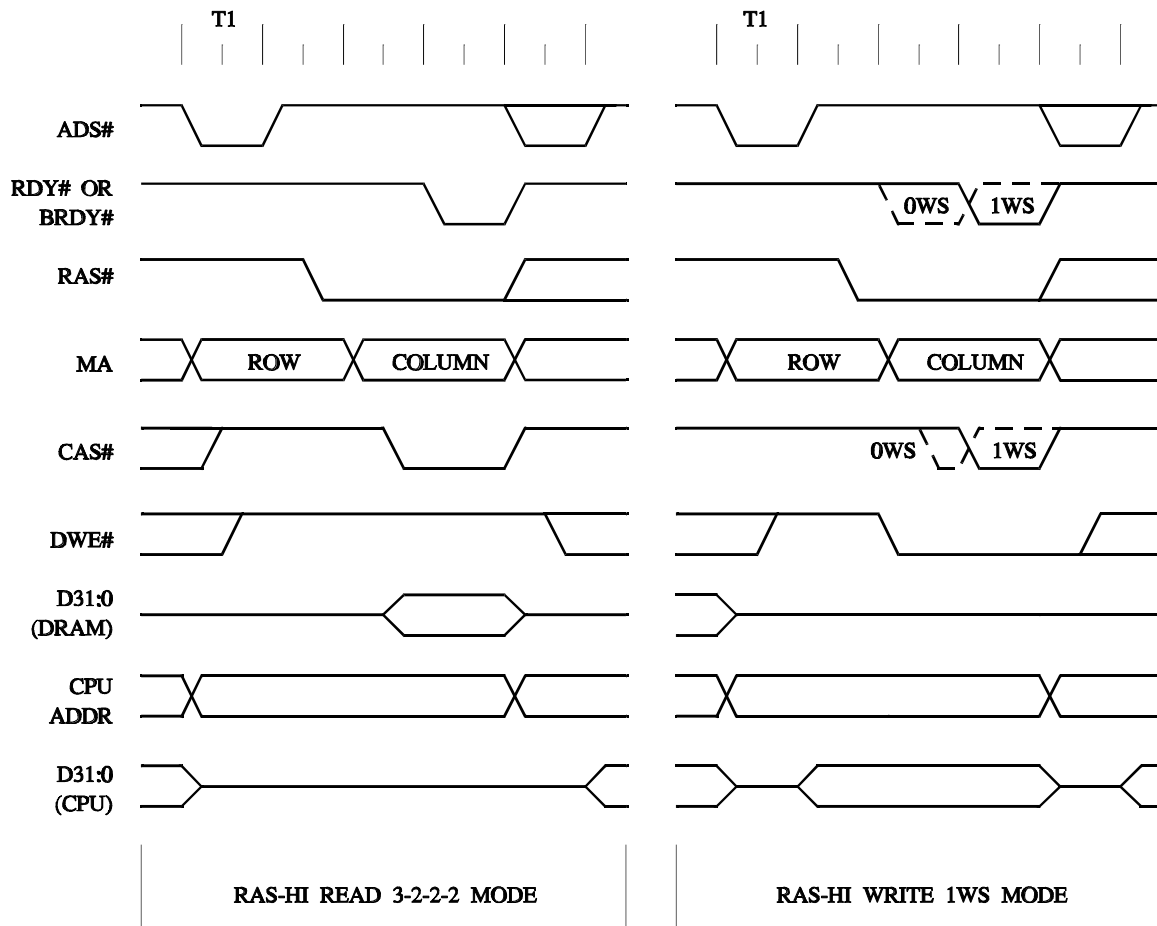 T1 T1
ADS#
RDY# OR
BRDY#
0WS 1WS
RAS#
MA ROW COLUMN ROW COLUMN
CAS# 0WS 1WS
DWE#
D31:0
(DRAM)
CPU
ADDR
D31:0
(CPU)
RAS-HI READ 3-2-2-2 MODE RAS-HI WRITE 1WS MODE